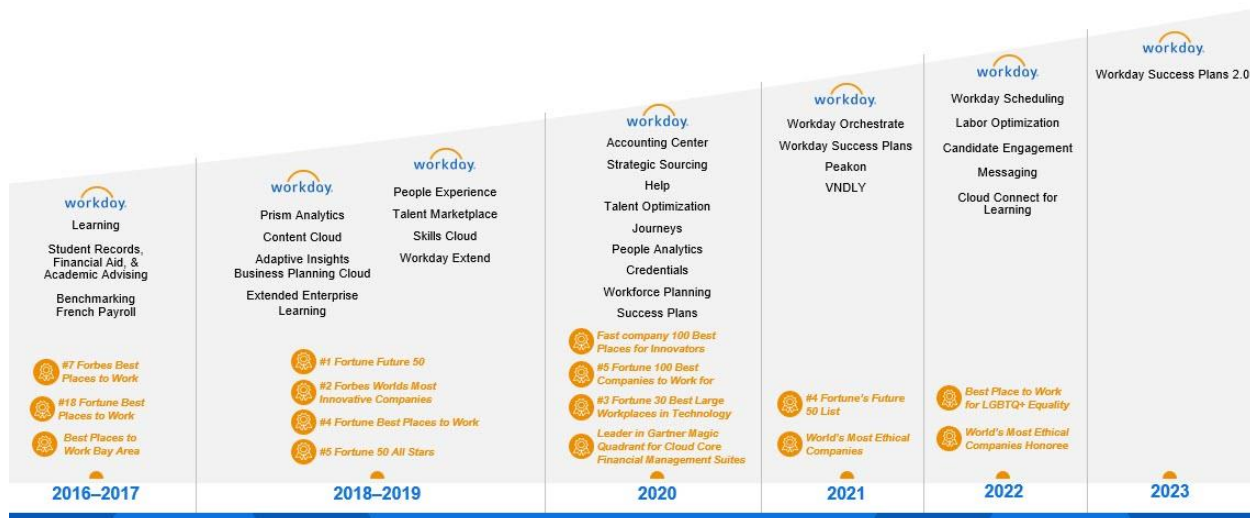 workday.
Learning
Student Records,
Financial Aid, &
Academic Advising
Benchmarking
French Payroll
#7 Forbes Best
Places to Work
#18 Fortune Best
Places to Work
Best Places to
Work Bay Area
2016–2017
workday.
Prism Analytics
Content Cloud
Adaptive Insights
Business Planning Cloud
Extended Enterprise
Learning
workday.
People Experience
Talent Marketplace
Skills Cloud
Workday Extend
#1 Fortune Future 50
#2 Forbes Worlds Most
Innovative Companies
#4 Fortune Best Places to Work
#5 Fortune 50 All Stars
2018–2019
workday.
Accounting Center
Strategic Sourcing
Help
Talent Optimization
Journeys
People Analytics
Credentials
Workforce Planning
Success Plans
Fast company 100 Best
Places for Innovators
#5 Fortune 100 Best
Companies to Work for
#3 Fortune 30 Best Large
Workplaces in Technology
Leader in Gartner Magic
Quadrant for Cloud Core
Financial Management Suites
2020
workday.
Workday Orchestrate
Workday Success Plans
Peakon
VNDLY
#4 Fortune's Future
50 List
World's Most Ethical
Companies
2021
workday.
Workday Scheduling
Labor Optimization
Candidate Engagement
Messaging
Cloud Connect for
Learning
Best Place to Work
for LGBTQ+ Equality
World's Most Ethical
Companies Honoree
2022
workday.
Workday Success Plans 2.0
2023